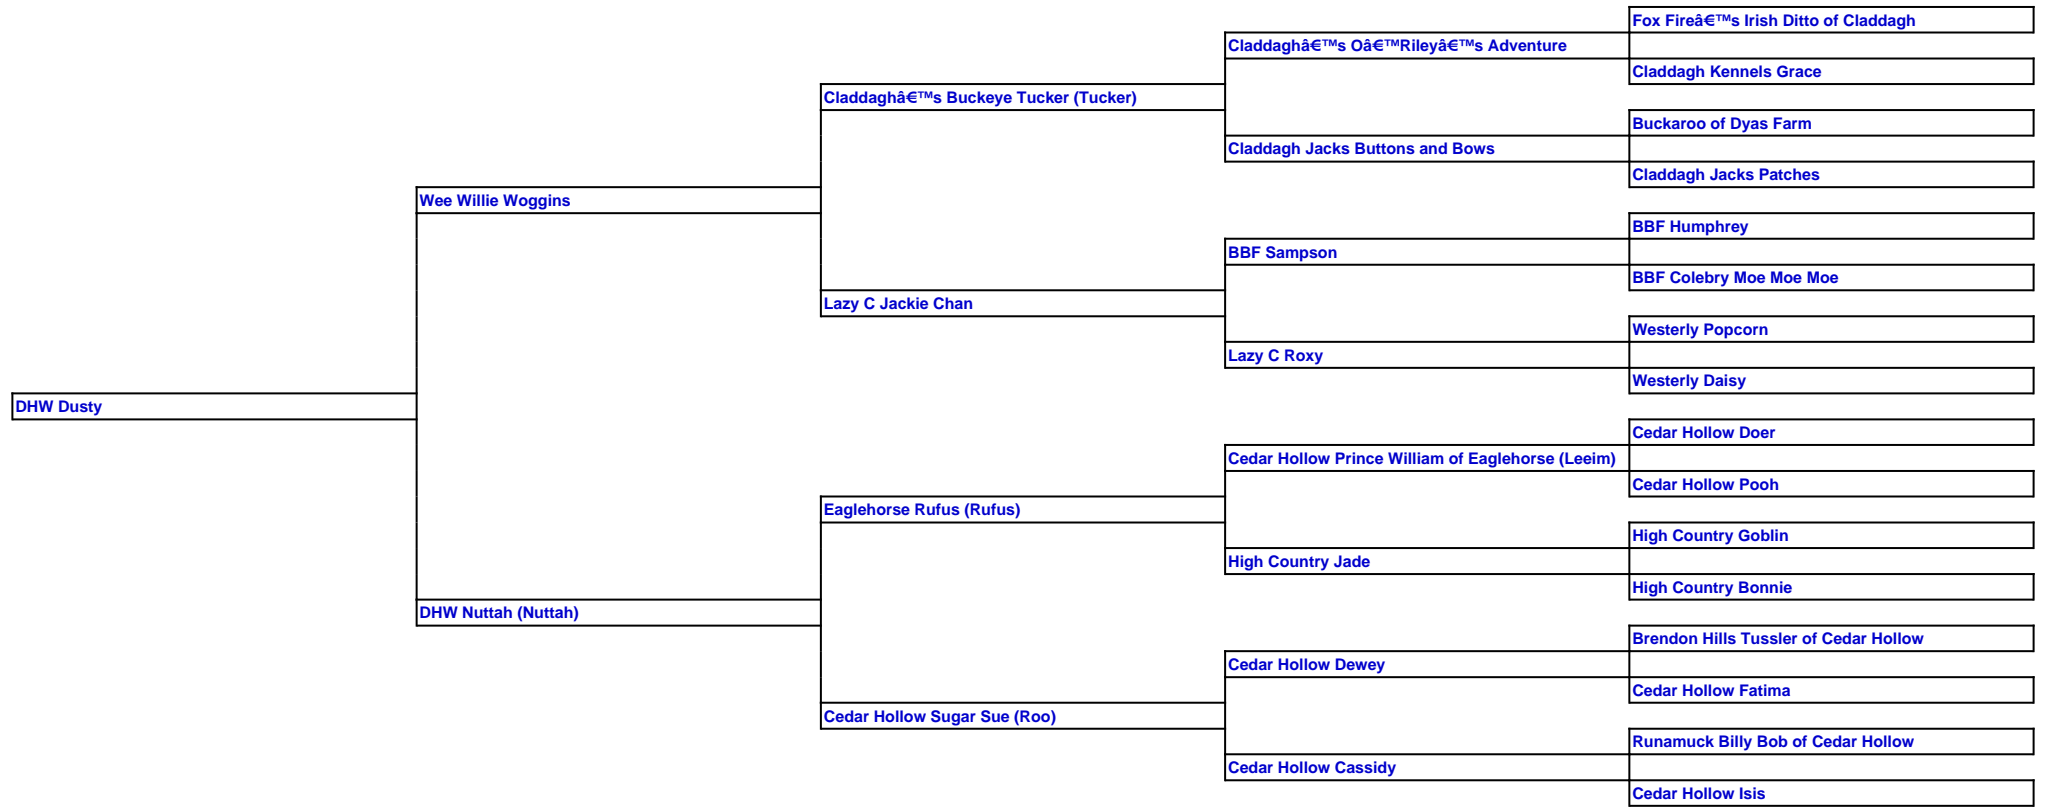 Fox Fireâ€™s Irish Ditto of Claddagh
Claddaghâ€™s Oâ€™Rileyâ€™s Adventure
Claddagh Kennels Grace
Claddaghâ€™s Buckeye Tucker (Tucker)
Buckaroo of Dyas Farm
Claddagh Jacks Buttons and Bows
Claddagh Jacks Patches
Wee Willie Woggins
BBF Humphrey
BBF Sampson
BBF Colebry Moe Moe Moe
Lazy C Jackie Chan
Westerly Popcorn
Lazy C Roxy
Westerly Daisy
DHW Dusty
Cedar Hollow Doer
Cedar Hollow Prince William of Eaglehorse (Leeim)
Cedar Hollow Pooh
Eaglehorse Rufus (Rufus)
High Country Goblin
High Country Jade
High Country Bonnie
DHW Nuttah (Nuttah)
Brendon Hills Tussler of Cedar Hollow
Cedar Hollow Dewey
Cedar Hollow Fatima
Cedar Hollow Sugar Sue (Roo)
Runamuck Billy Bob of Cedar Hollow
Cedar Hollow Cassidy
Cedar Hollow Isis